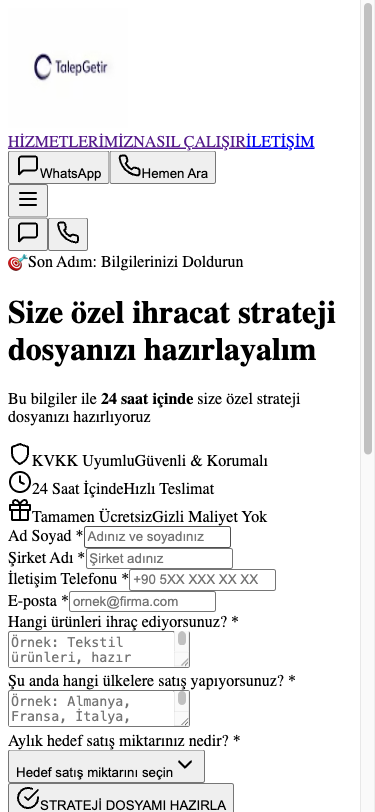 TalepGetir
HİZMETLERİMİZNASIL ÇALIŞIRİLETİŞİM
WhatsApp Hemen Ara
🎯Son Adım: Bilgilerinizi Doldurun
Size özel ihracat strateji
dosyanızı hazırlayalım
Bu bilgiler ile 24 saat içinde size özel strateji
dosyanızı hazırlıyoruz
KVKK UyumluGüvenli & Korumalı
24 Saat İçindeHızlı Teslimat
Tamamen ÜcretsizGizli Maliyet Yok
Ad Soyad * Adınız ve soyadınız
Şirket Adı * Şirket adınız
İletişim Telefonu * +90 5XX XXX XX XX
E-posta * ornek@firma.com
Hangi ürünleri ihraç ediyorsunuz? *
Örnek: Tekstil
ürünleri, hazır
Şu anda hangi ülkelere satış yapıyorsunuz? *
Örnek: Almanya,
Fransa, İtalya,
Aylık hedef satış miktarınız nedir? *
Hedef satış miktarını seçin
STRATEJİ DOSYAMI HAZIRLA